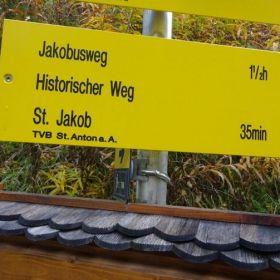 Jakobusweg 1½h
Historischer Weg
St. Jakob 35min
TVB St. Anton a. A.